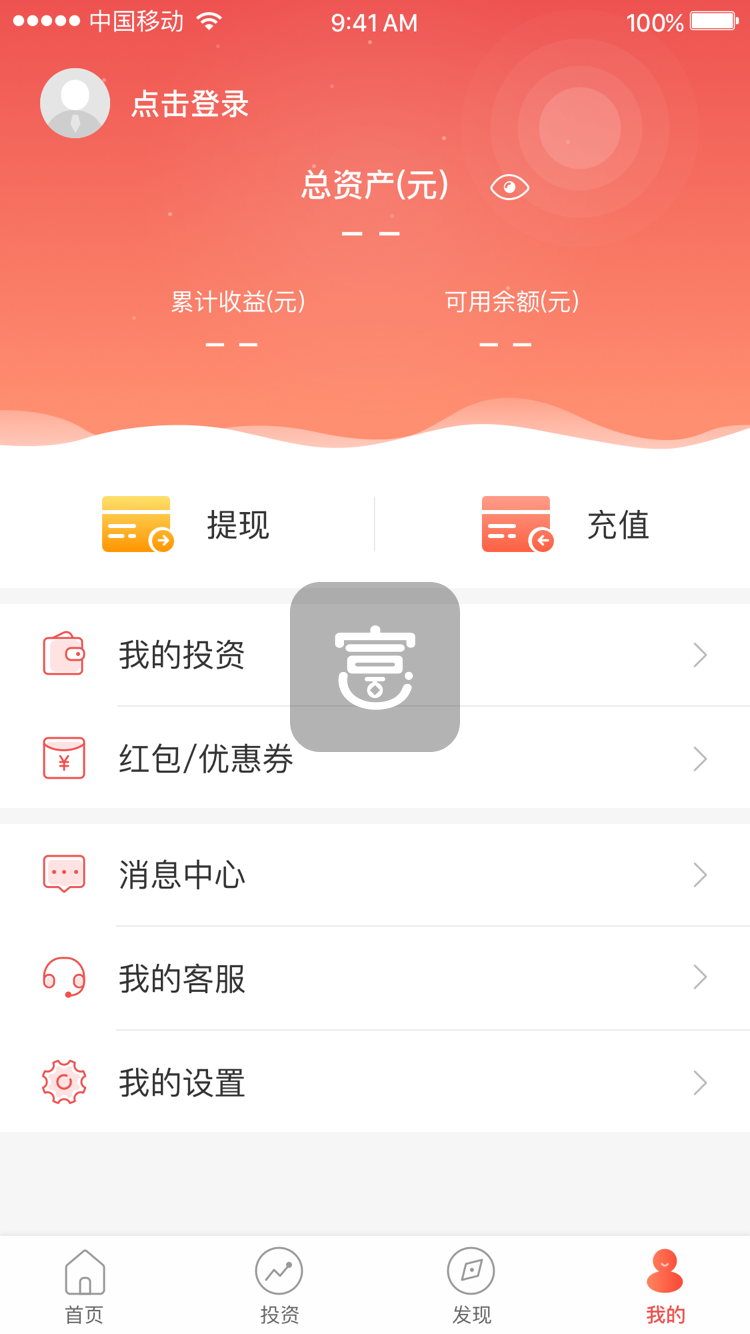 中国移动 9:41 AM 100%
点击登录
总资产(元)
– –
累计收益(元) 可用余额(元)
– – – –
提现 充值
我的投资
¥ 红包/优惠券
消息中心
我的客服
我的设置
首页 投资 发现 我的